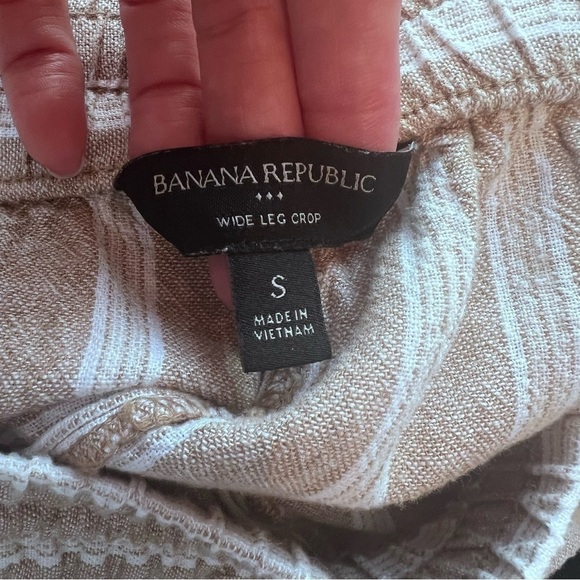 BANANA REPUBLIC
WIDE LEG CROP
S
MADE IN
VIETNAM